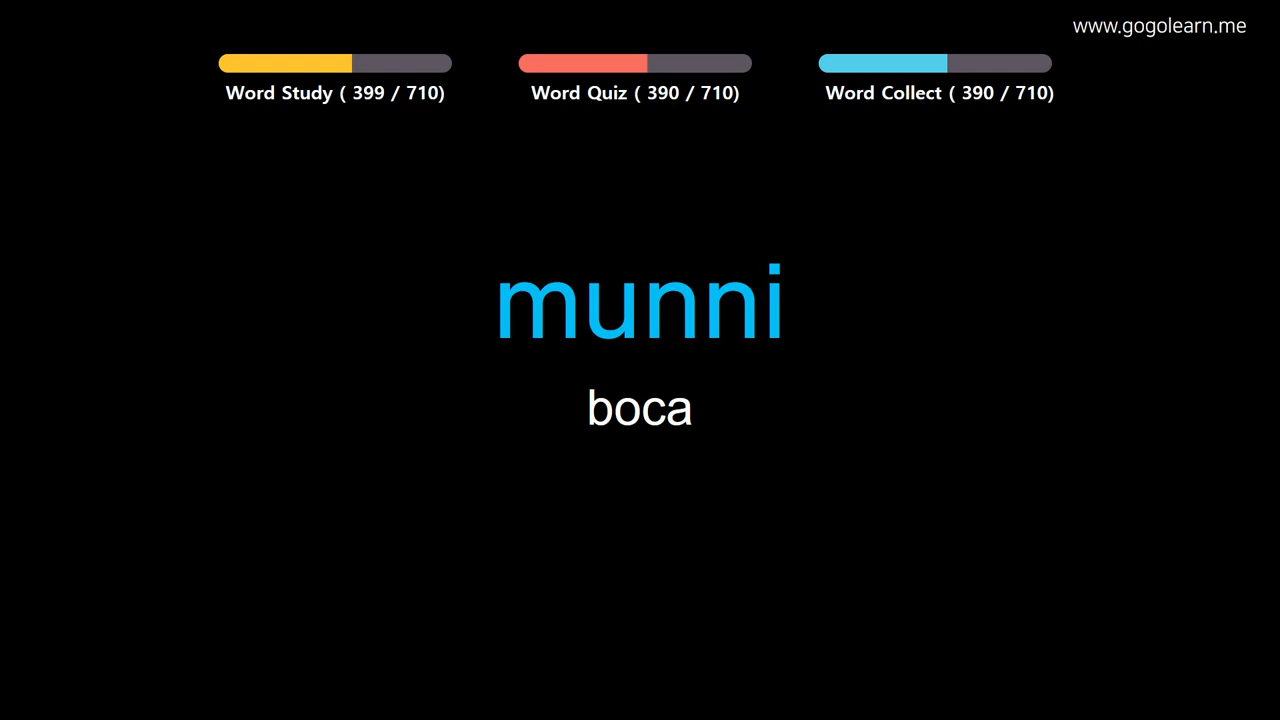 www.gogolearn.me
Word Study ( 399 / 710)
Word Quiz ( 390 / 710)
Word Collect ( 390 / 710)
munni
boca